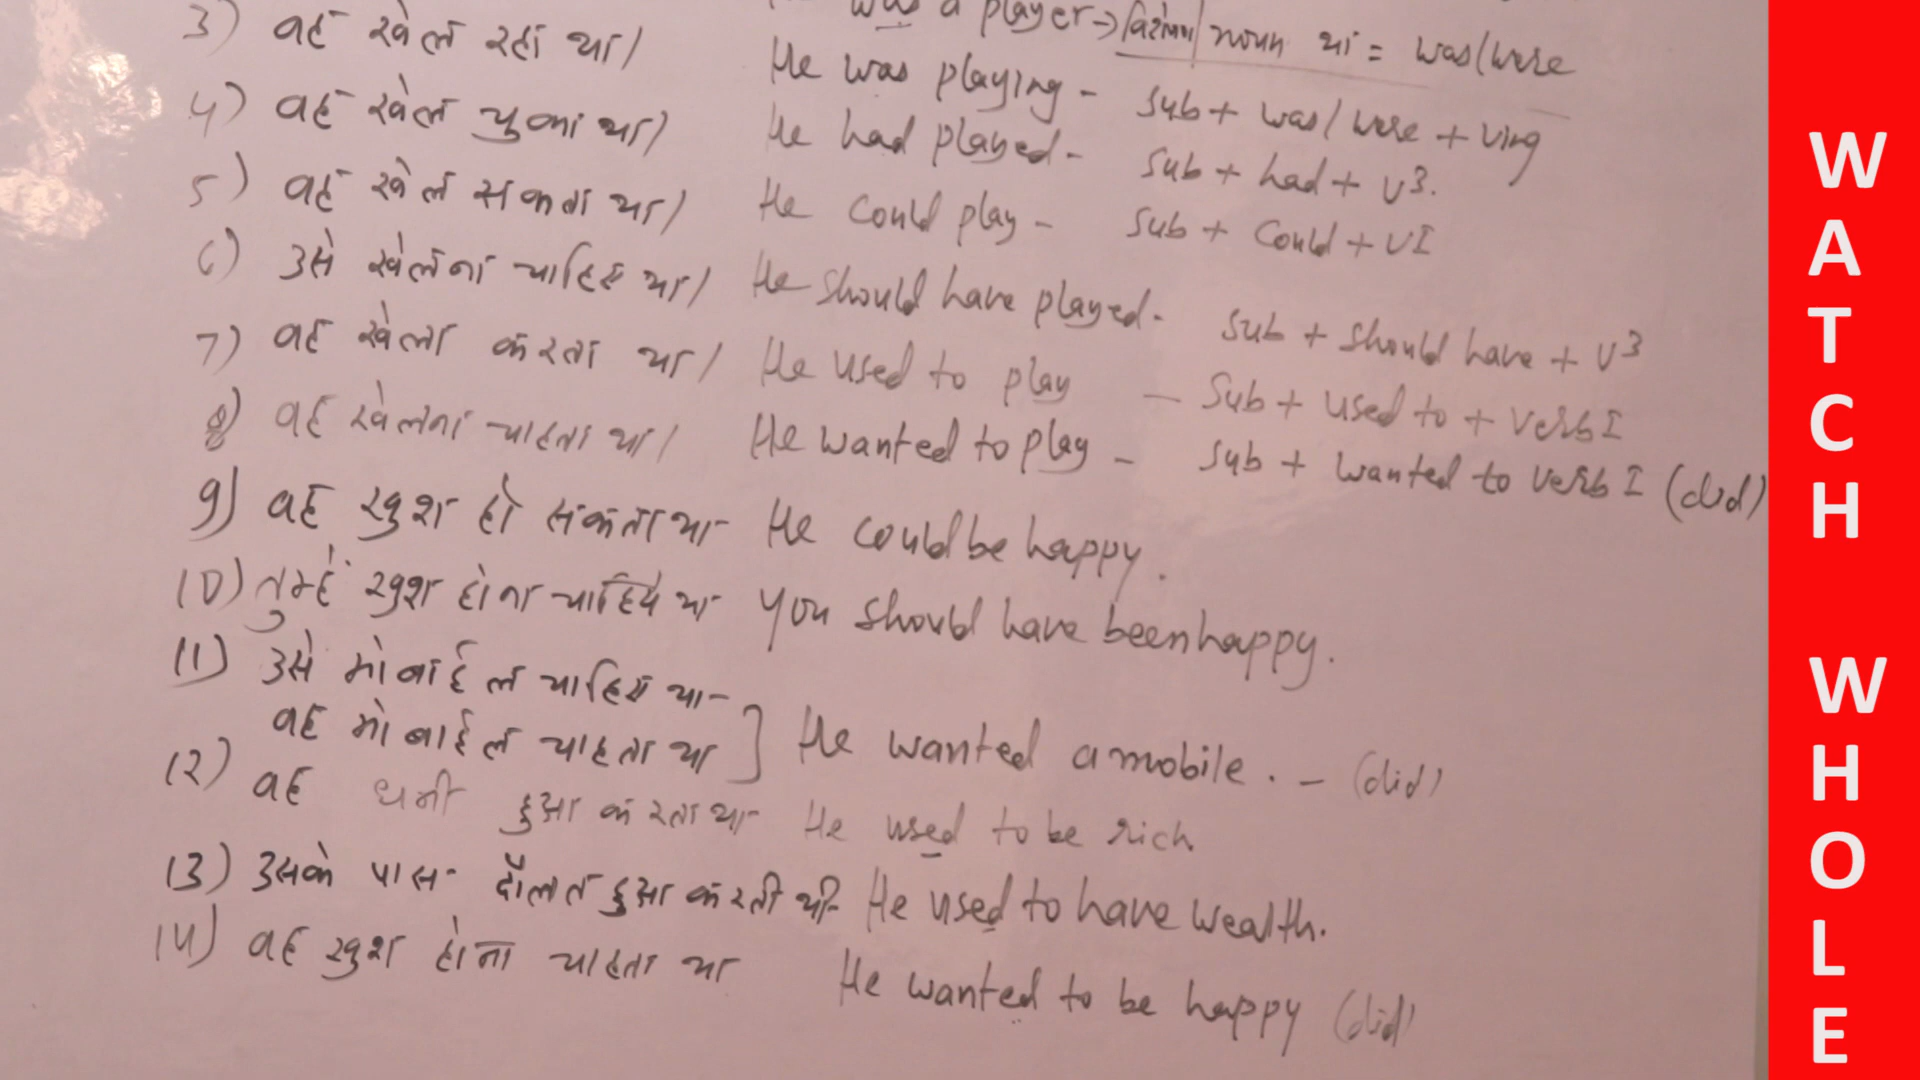 was a player → विशेषण | noun था = was/were
3) वह खेल रहा था। He was playing - Sub + was/were + Ving
4) वह खेल चुका था। He had played - Sub + had + V3.
5) वह खेल सकता था। He could play - Sub + Could + VI
6) उसे खेलना चाहिए था। He should have played. Sub + should have + V3
7) वह खेला करता था। He used to play - Sub + used to + verb I
8) वह खेलना चाहता था। He wanted to play - Sub + wanted to verb I (did)
9) वह खुश हो सकता था He could be happy.
10) तुम्हें खुश होना चाहिये था You should have been happy.
11) उसे मोबाईल चाहिए था-
वह मोबाईल चाहता था ] He wanted a mobile. - (did)
12) वह धनी हुआ करता था He used to be rich
13) उसके पास दौलत हुआ करती थी- He used to have wealth.
14) वह खुश होना चाहता था He wanted to be happy (did)
WATCH
WHOLE